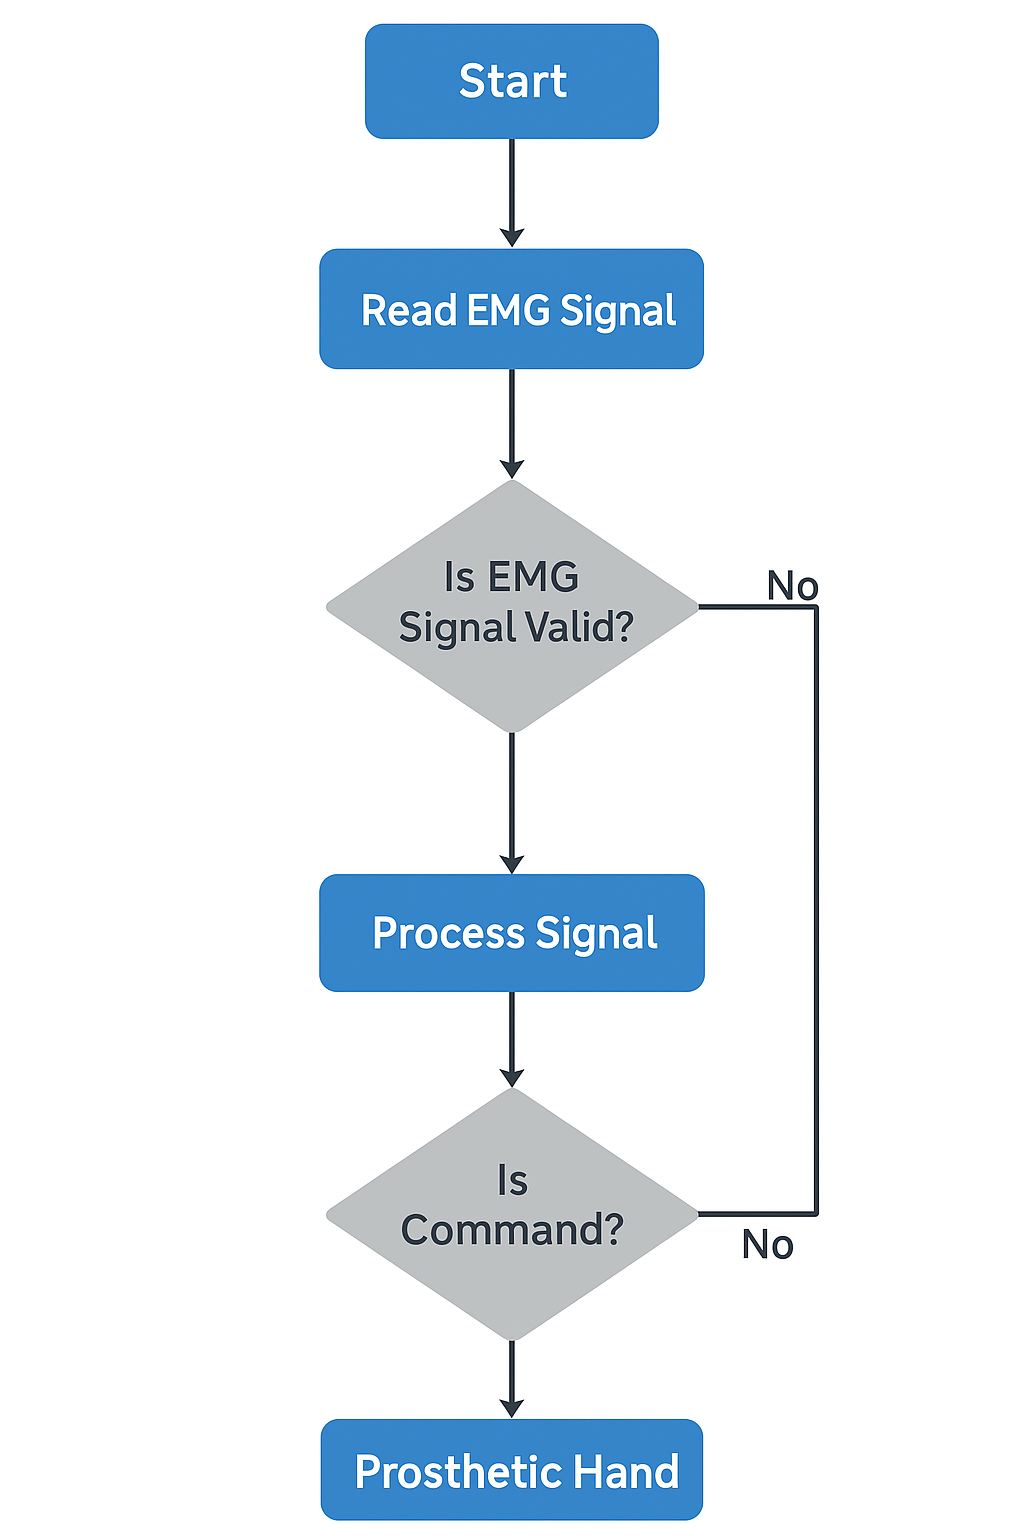 Start
Read EMG Signal
Is EMG
Signal Valid?
No
Process Signal
Is
Command?
No
Prosthetic Hand